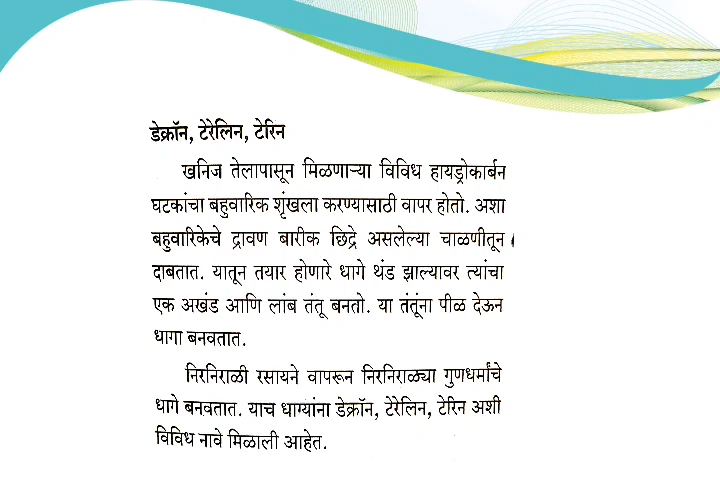 डेक्रॉन, टेरेलिन, टेरिन
खनिज तेलापासून मिळणाऱ्या विविध हायड्रोकार्बन
घटकांचा बहुवारिक शृंखला करण्यासाठी वापर होतो. अशा
बहुवारिकेचे द्रावण बारीक छिद्रे असलेल्या चाळणीतून
दाबतात. यातून तयार होणारे धागे थंड झाल्यावर त्यांचा
एक अखंड आणि लांब तंतू बनतो. या तंतूंना पीळ देऊन
धागा बनवतात.
निरनिराळी रसायने वापरून निरनिराळ्या गुणधर्मांचे
धागे बनवतात. याच धाग्यांना डेक्रॉन, टेरेलिन, टेरिन अशी
विविध नावे मिळाली आहेत.